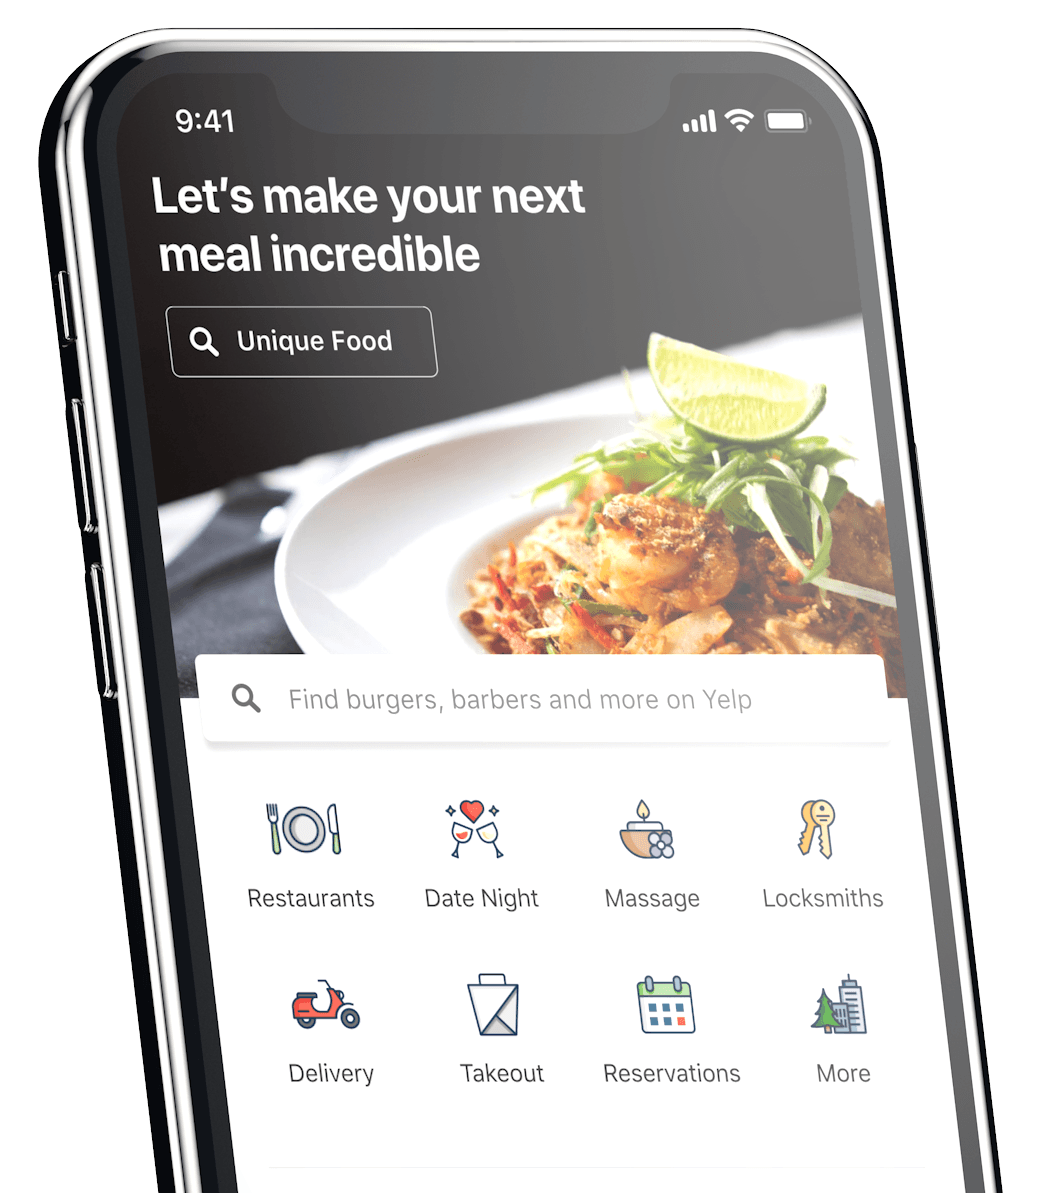 9:41
Let's make your next
meal incredible
Unique Food
Find burgers, barbers and more on Yelp
Restaurants
Date Night
Massage
Locksmiths
Delivery
Takeout
Reservations
More